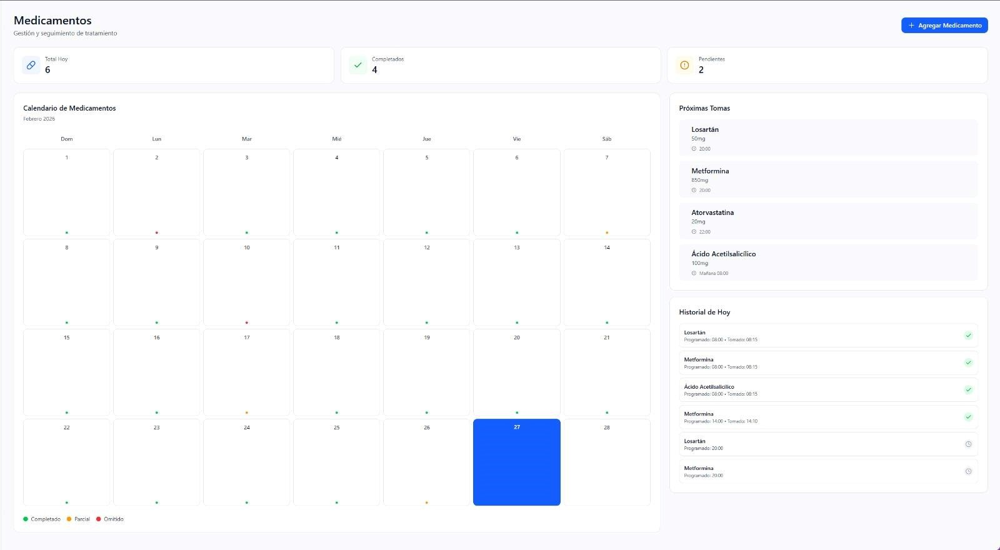 Medicamentos
Gestión y seguimiento de tratamiento
+ Agregar Medicamento
Total Hoy
6
Completados
4
Pendientes
2
Calendario de Medicamentos
Febrero 2026
Dom Lun Mar Mié Jue Vie Sáb
1 2 3 4 5 6 7
8 9 10 11 12 13 14
15 16 17 18 19 20 21
22 23 24 25 26 27 28
Completado Parcial Omitido
Próximas Tomas
Losartán
50mg
20:00
Metformina
850mg
20:00
Atorvastatina
20mg
22:00
Ácido Acetilsalicílico
100mg
Mañana 08:00
Historial de Hoy
Losartán
Programado: 08:00 • Tomado: 08:15
Metformina
Programado: 08:00 • Tomado: 08:15
Ácido Acetilsalicílico
Programado: 08:00 • Tomado: 08:15
Metformina
Programado: 14:00 • Tomado: 14:10
Losartán
Programado: 20:00
Metformina
Programado: 20:00